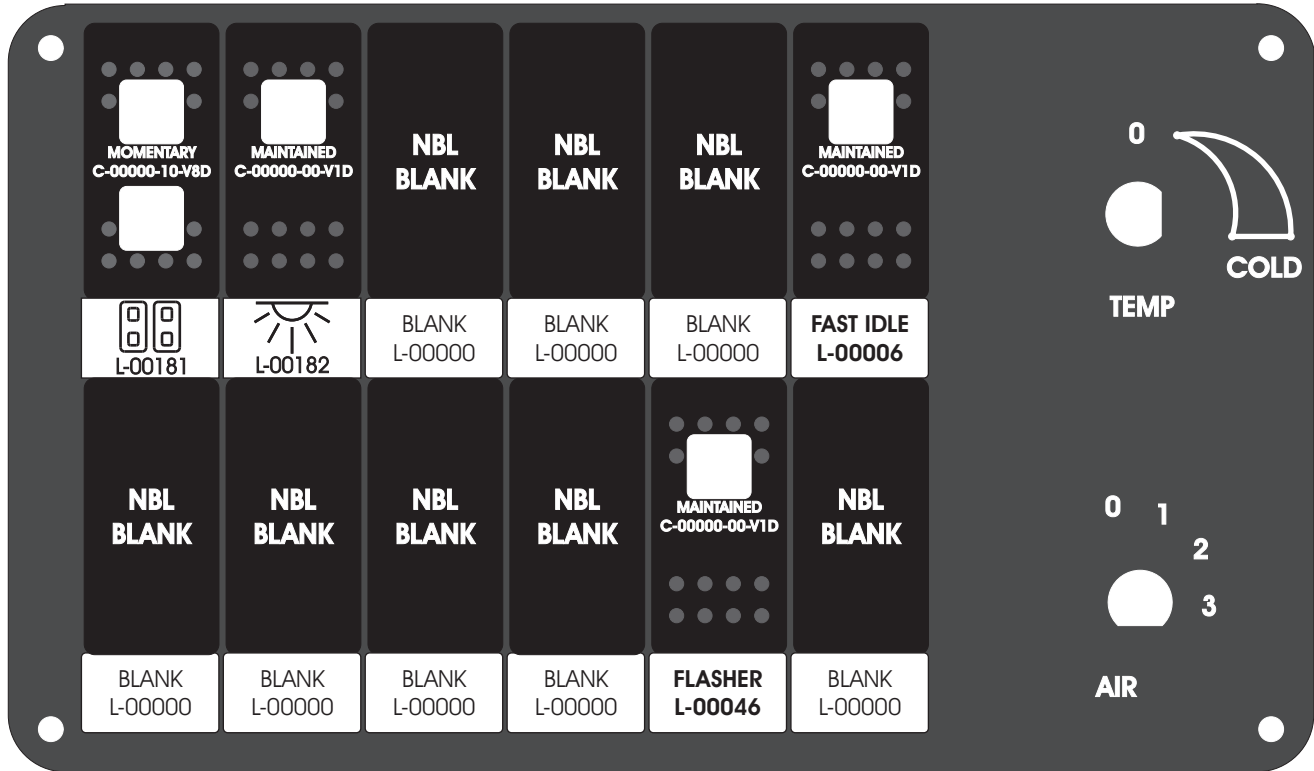 MOMENTARY
C-00000-10-V8D
MAINTAINED
C-00000-00-V1D
NBL
BLANK
NBL
BLANK
NBL
BLANK
MAINTAINED
C-00000-00-V1D
L-00181
L-00182
BLANK
L-00000
BLANK
L-00000
BLANK
L-00000
FAST IDLE
L-00006
0
COLD
TEMP
NBL
BLANK
NBL
BLANK
NBL
BLANK
NBL
BLANK
MAINTAINED
C-00000-00-V1D
NBL
BLANK
BLANK
L-00000
BLANK
L-00000
BLANK
L-00000
BLANK
L-00000
FLASHER
L-00046
BLANK
L-00000
0
1
2
3
AIR